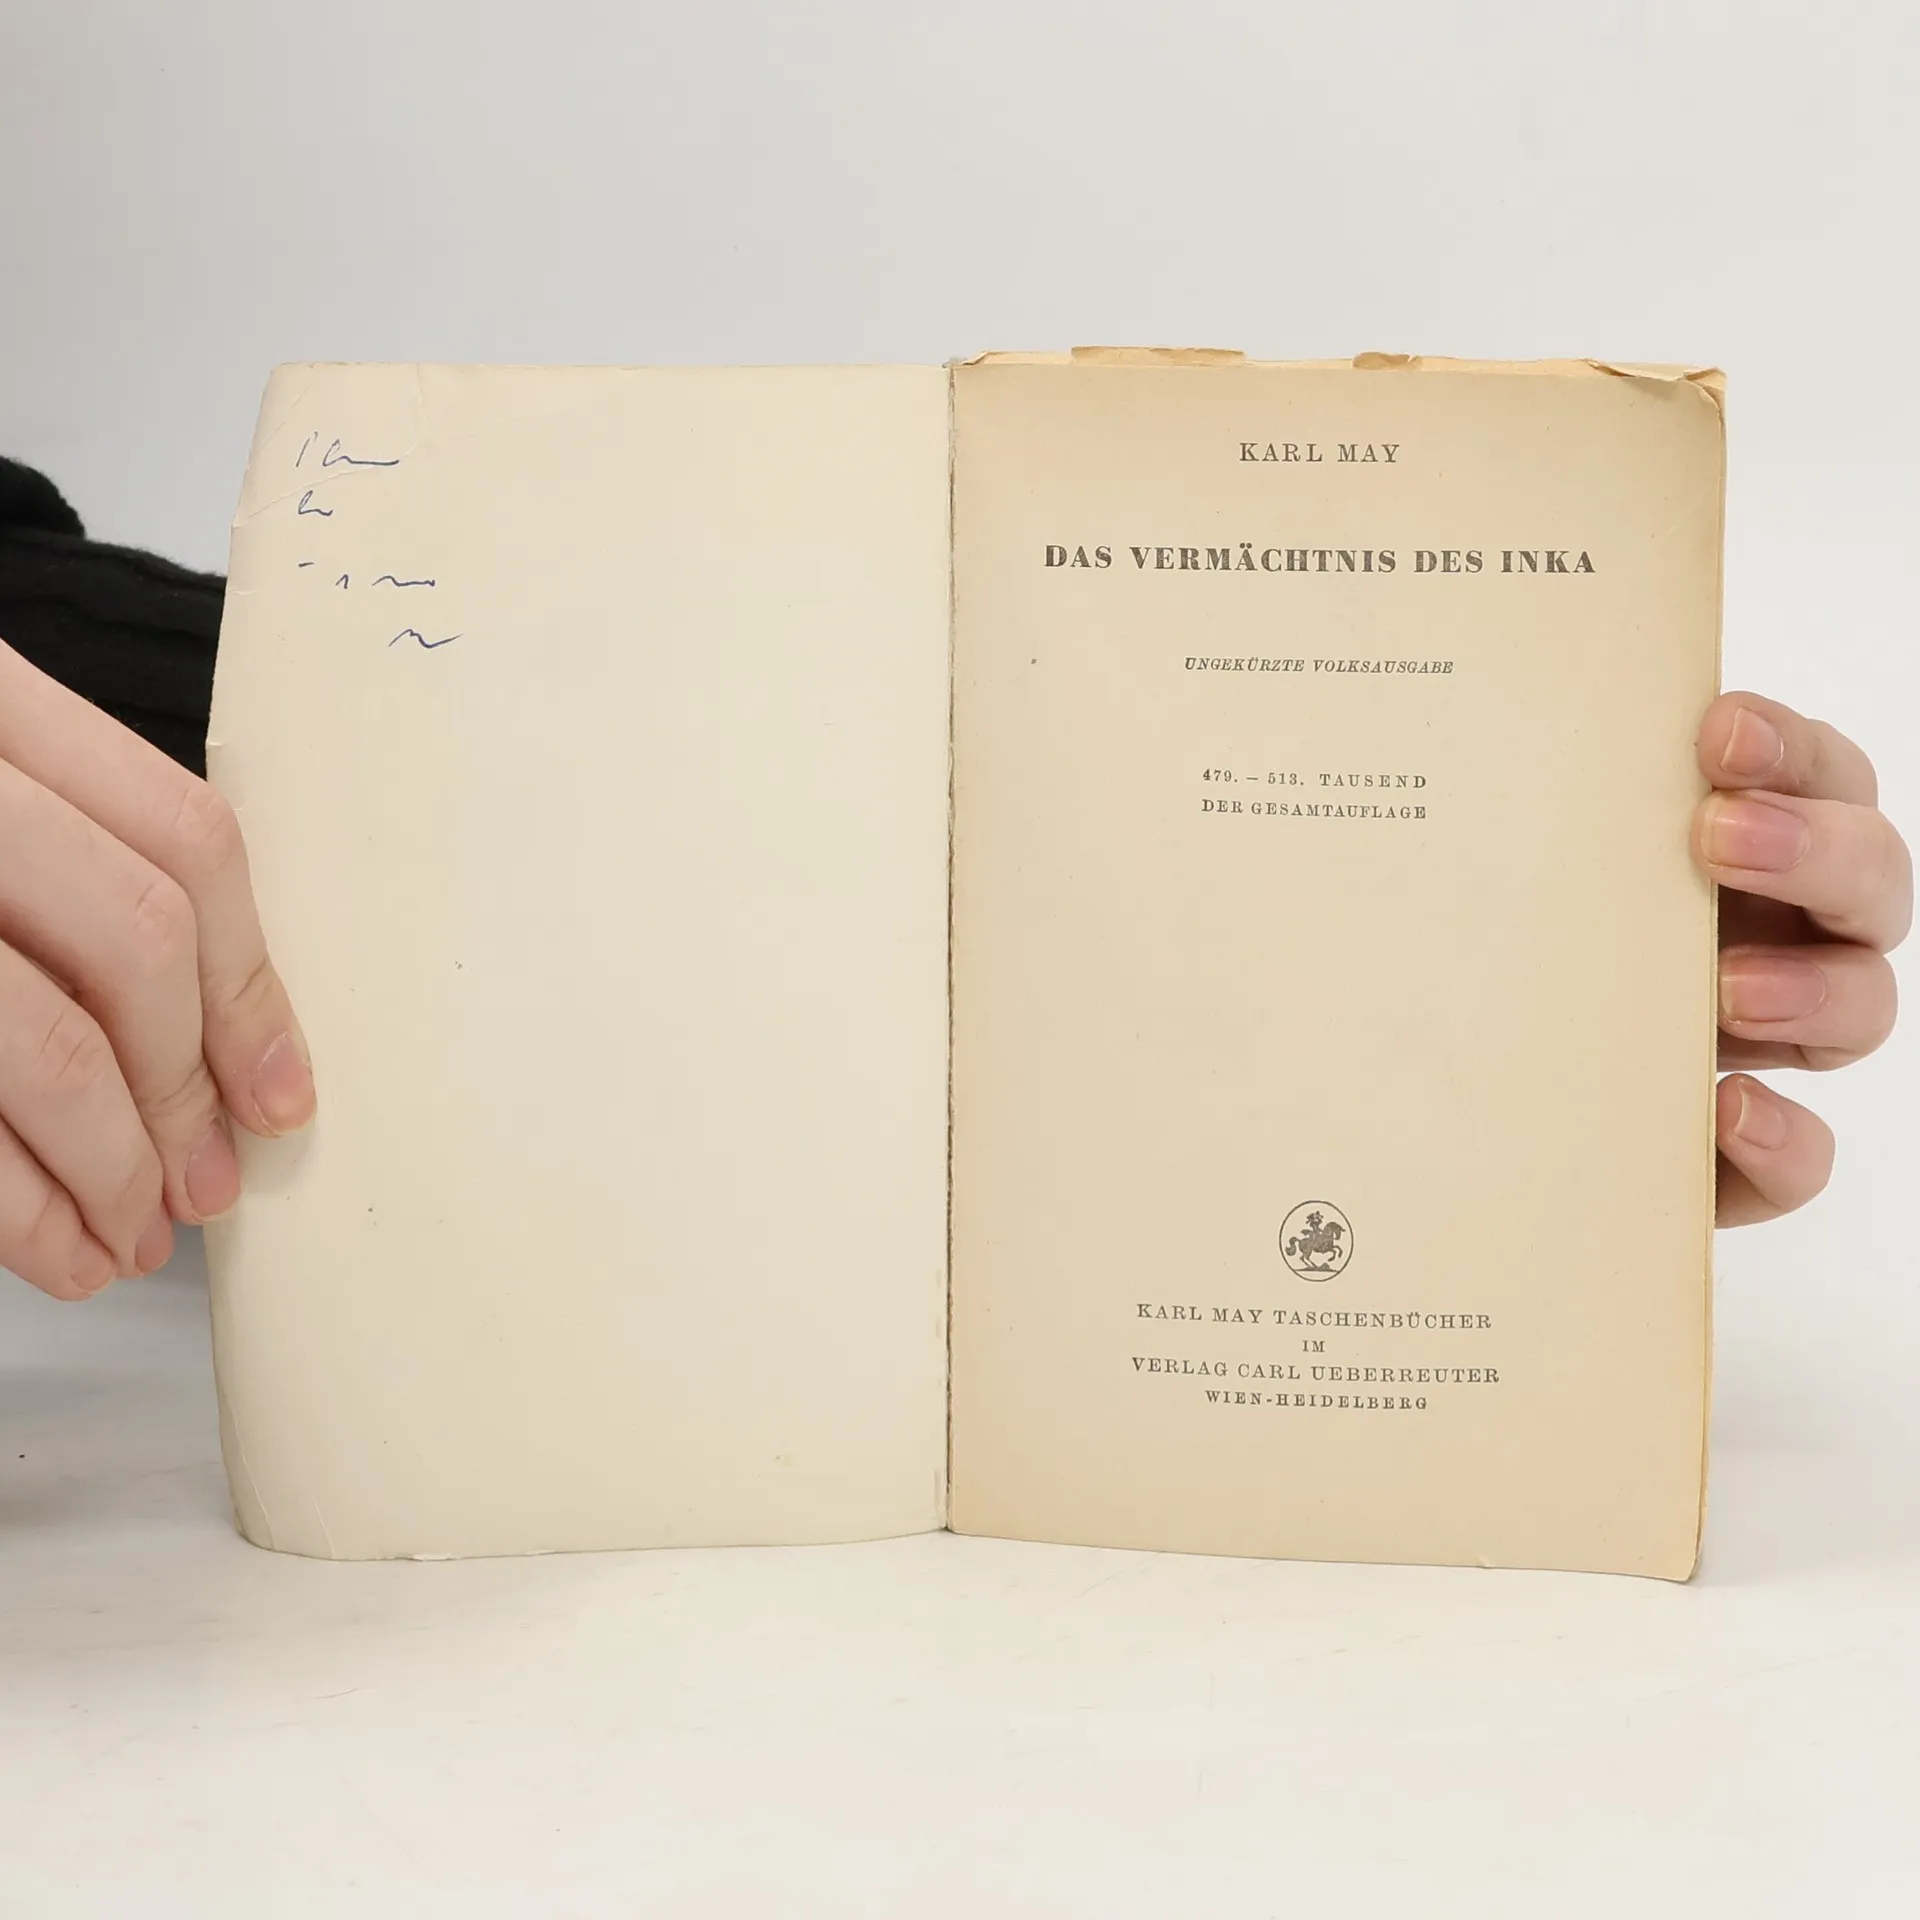 KARL MAY
DAS VERMÄCHTNIS DES INKA
UNGEKÜRZTE VOLKSAUSGABE
479. – 513. TAUSEND
DER GESAMTAUFLAGE
KARL MAY TASCHENBÜCHER
IM
VERLAG CARL UEBERREUTER
WIEN-HEIDELBERG